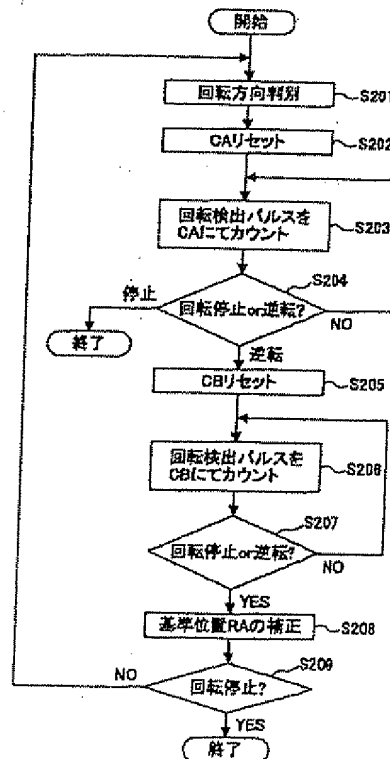 開始
回転方向判別
S201
CAリセット
S202
回転検出パルスを
CAにてカウント
S203
回転停止or逆転?
S204
停止
終了
NO
逆転
CBリセット
S205
回転検出パルスを
CBにてカウント
S206
回転停止or逆転?
S207
NO
YES
基準位置RAの補正
S208
回転停止?
S209
NO
YES
終了